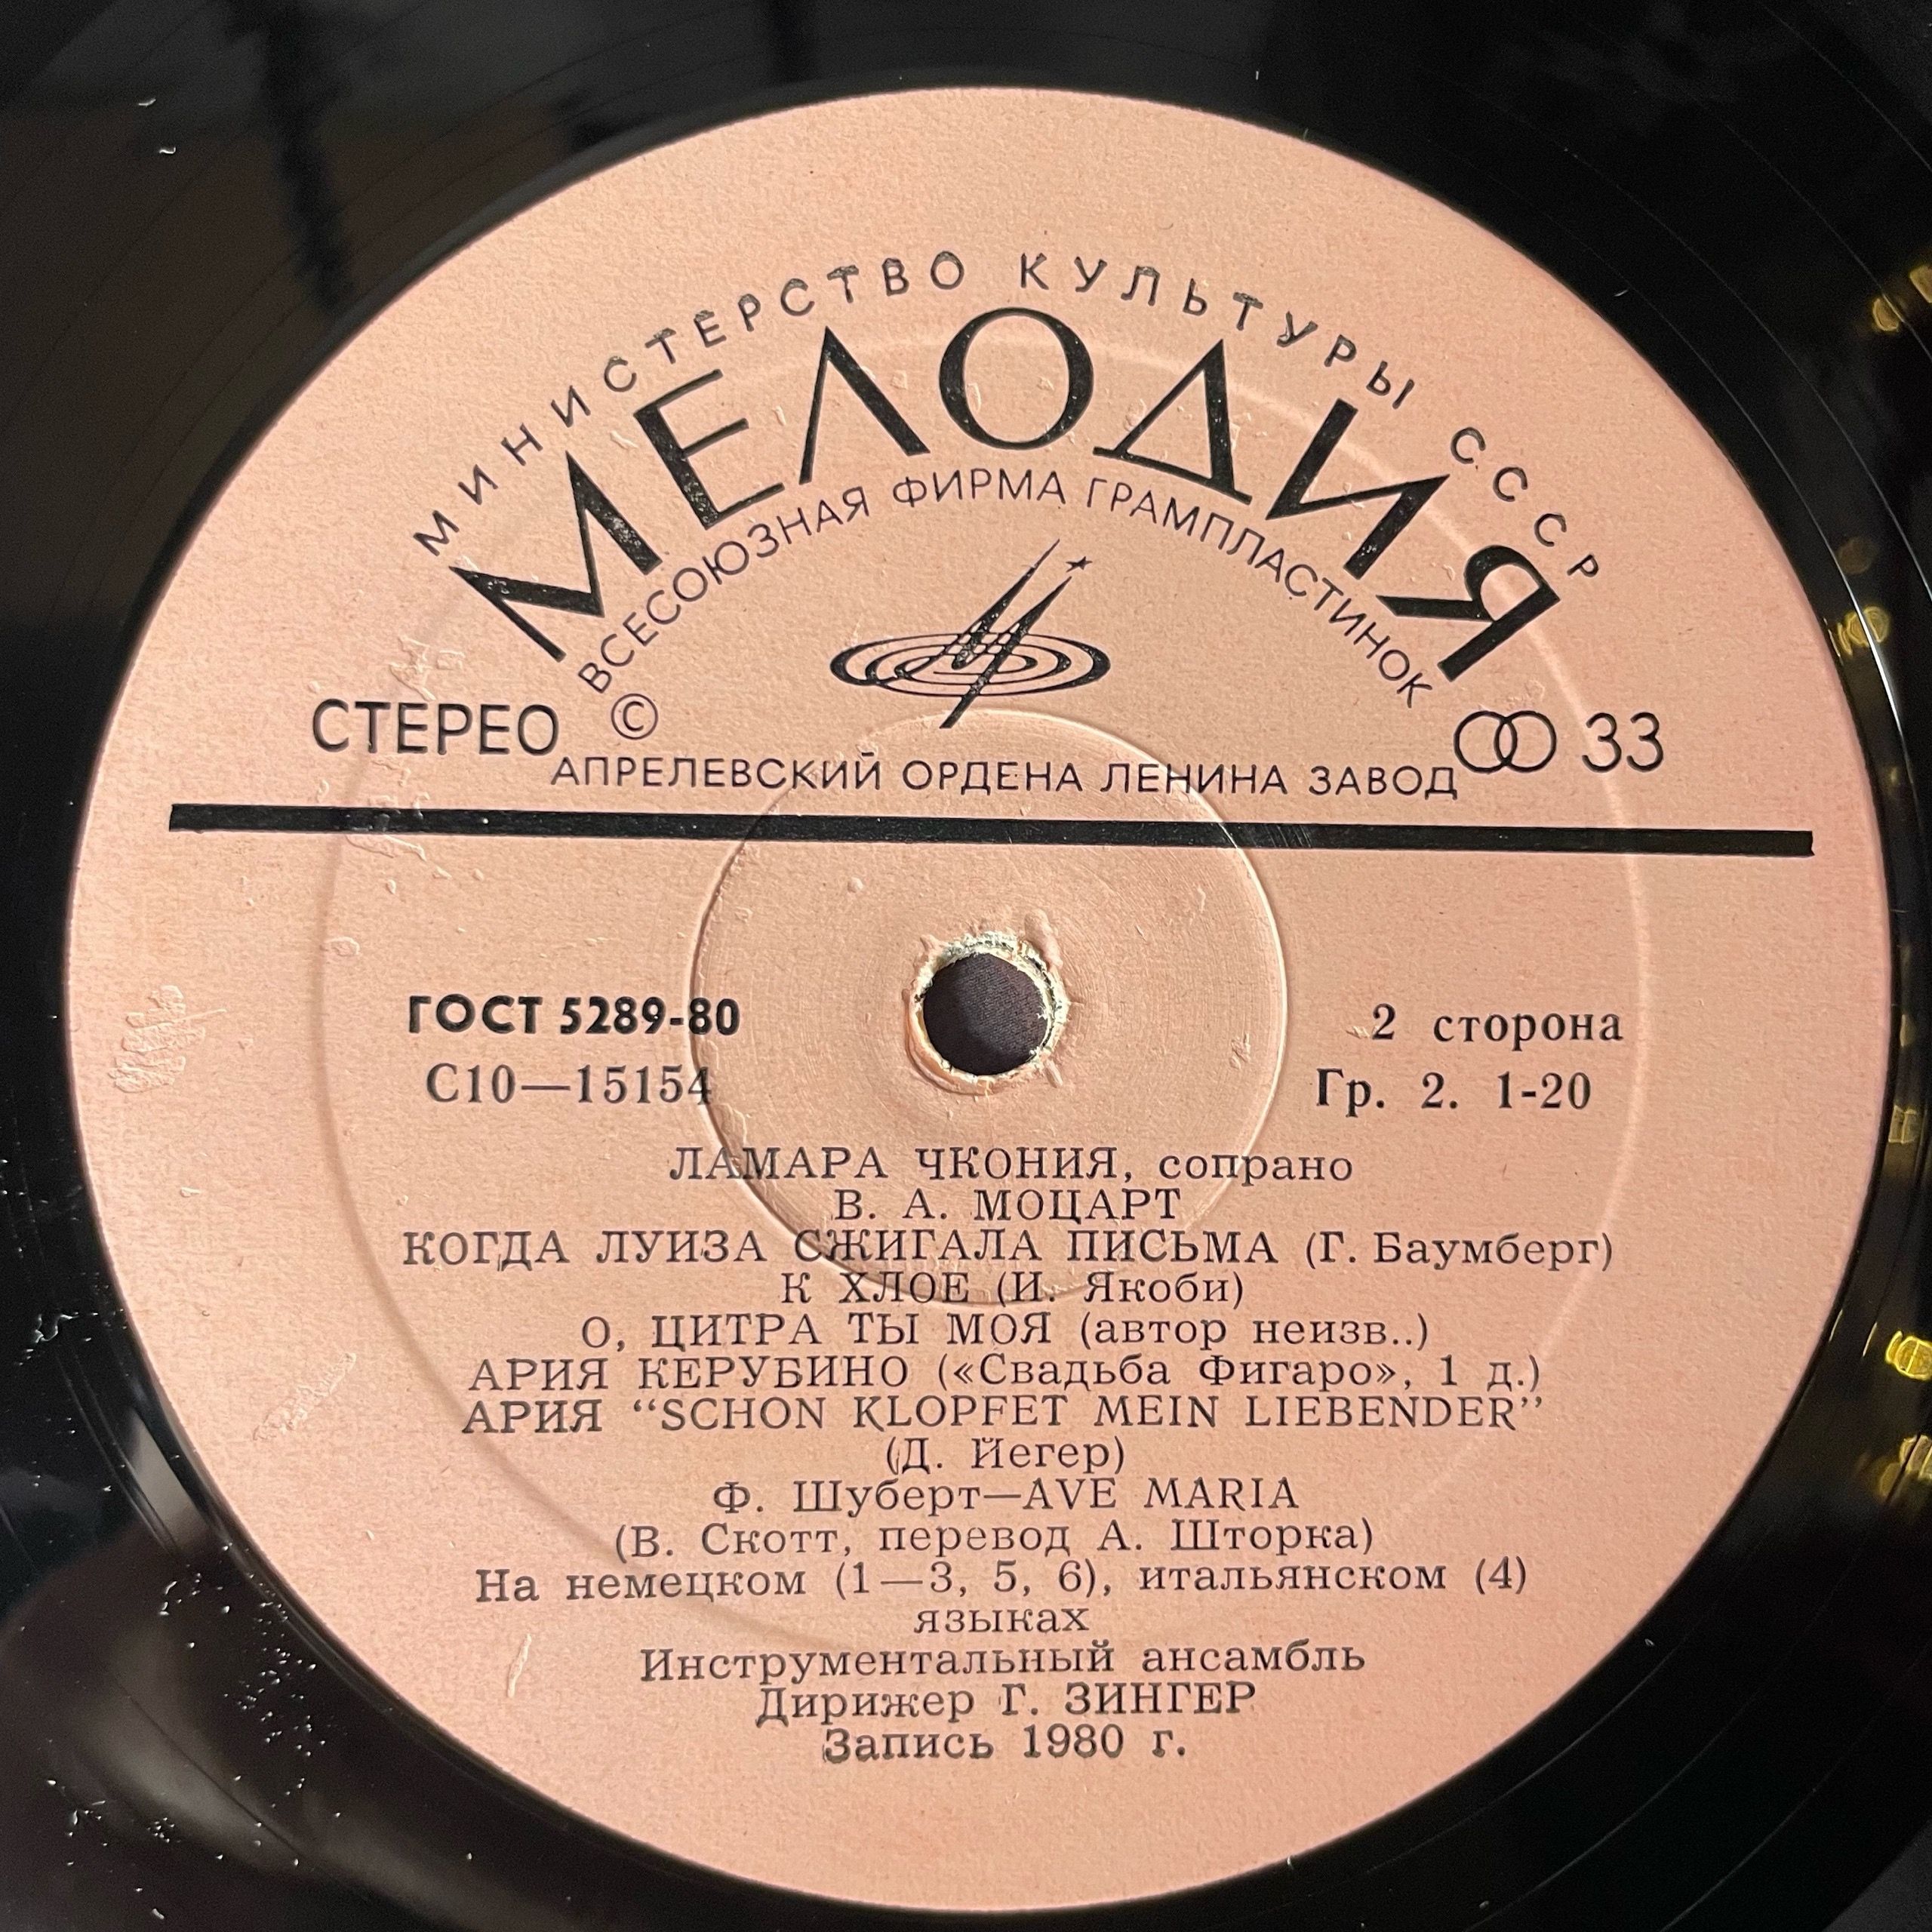 МИНИСТЕРСТВО КУЛЬТУРЫ СССР
МЕЛОДИЯ
ВСЕСОЮЗНАЯ ФИРМА ГРАМПЛАСТИНОК
СТЕРЕО © 33
АПРЕЛЕВСКИЙ ОРДЕНА ЛЕНИНА ЗАВОД
ГОСТ 5289-80 2 сторона
С10—15154 Гр. 2. 1-20
ЛАМАРА ЧКОНИЯ, сопрано
В. А. МОЦАРТ
КОГДА ЛУИЗА СЖИГАЛА ПИСЬМА (Г. Баумберг)
К ХЛОЕ (И. Якоби)
О, ЦИТРА ТЫ МОЯ (автор неизв..)
АРИЯ КЕРУБИНО («Свадьба Фигаро», 1 д.)
АРИЯ “SCHON KLOPFET MEIN LIEBENDER”
(Д. Йегер)
Ф. Шуберт—AVE MARIA
(В. Скотт, перевод А. Шторка)
На немецком (1—3, 5, 6), итальянском (4)
языках
Инструментальный ансамбль
Дирижер Г. ЗИНГЕР
Запись 1980 г.